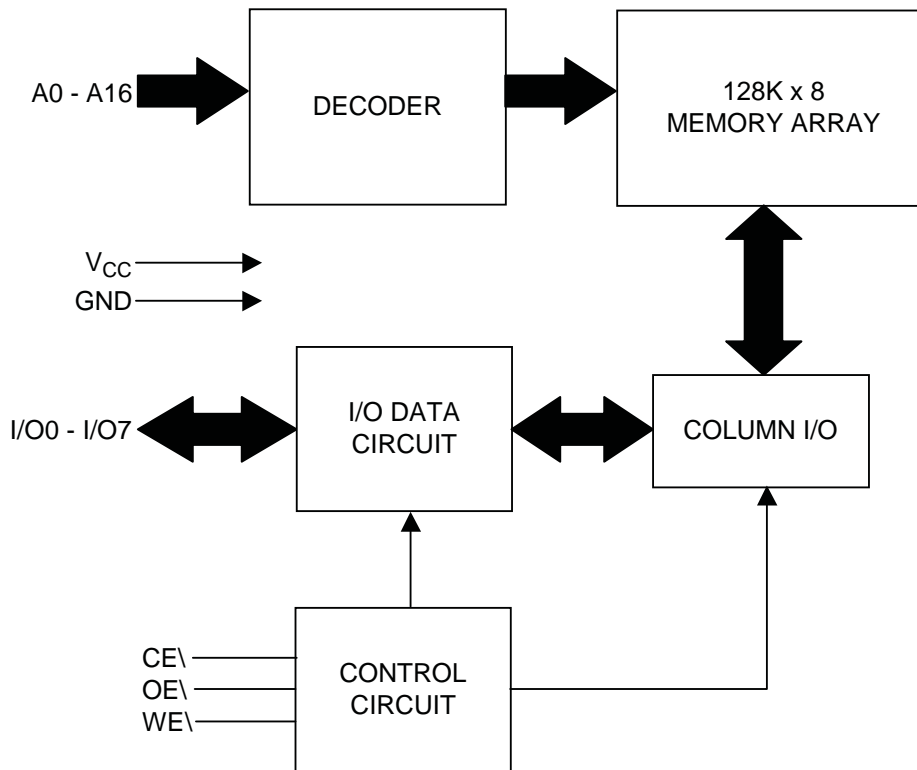 A0 - A16
DECODER
128K x 8
MEMORY ARRAY
VCC
GND
I/O0 - I/O7
I/O DATA
CIRCUIT
COLUMN I/O
CE\
OE\
WE\
CONTROL
CIRCUIT